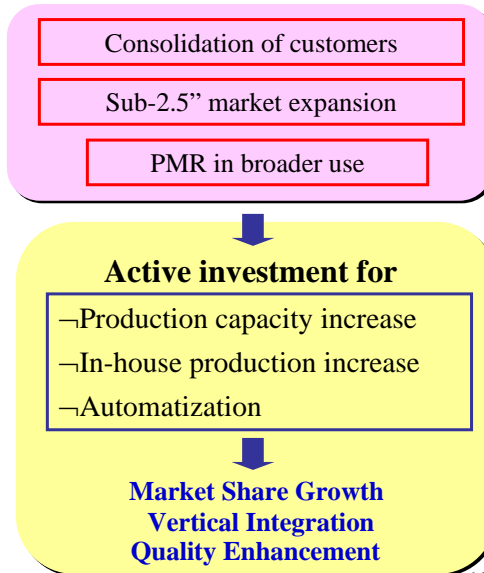 Consolidation of customers
Sub-2.5” market expansion
PMR in broader use
Active investment for
¬Production capacity increase
¬In-house production increase
¬Automatization
Market Share Growth
Vertical Integration
Quality Enhancement